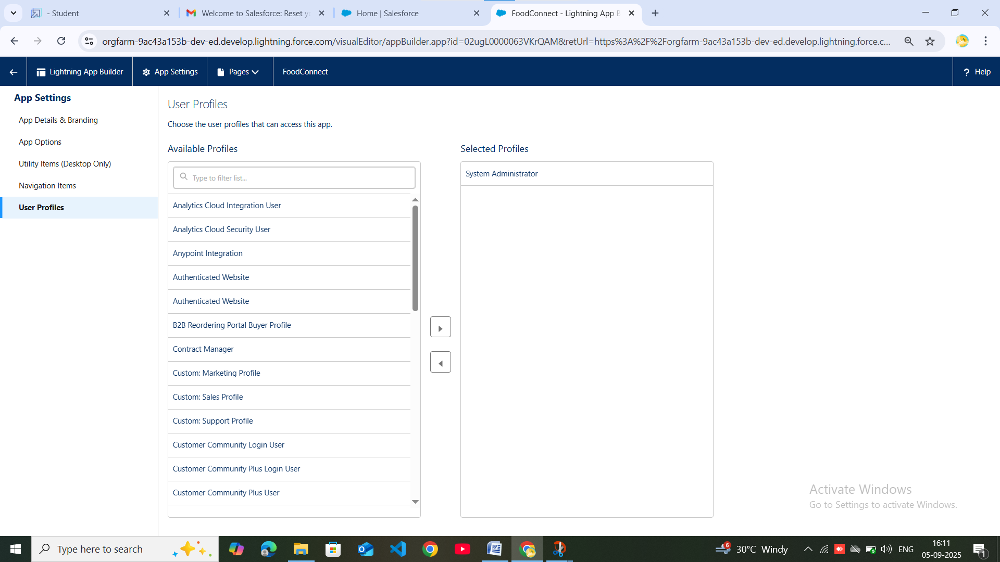 - Student
Welcome to Salesforce: Reset yo
Home | Salesforce
FoodConnect - Lightning App B
orgfarm-9ac43a153b-dev-ed.develop.lightning.force.com/visualEditor/appBuilder.app?id=02ugL0000063VKrQAM&retUrl=https%3A%2F%2Forgfarm-9ac43a153b-dev-ed.develop.lightning.force.c...
Lightning App Builder
App Settings
Pages
FoodConnect
? Help
App Settings
App Details & Branding
App Options
Utility Items (Desktop Only)
Navigation Items
User Profiles
User Profiles
Choose the user profiles that can access this app.
Available Profiles
Type to filter list...
Analytics Cloud Integration User
Analytics Cloud Security User
Anypoint Integration
Authenticated Website
Authenticated Website
B2B Reordering Portal Buyer Profile
Contract Manager
Custom: Marketing Profile
Custom: Sales Profile
Custom: Support Profile
Customer Community Login User
Customer Community Plus Login User
Customer Community Plus User
Selected Profiles
System Administrator
Activate Windows
Go to Settings to activate Windows.
Type here to search
6
30°C Windy
ENG
16:11
05-09-2025
1